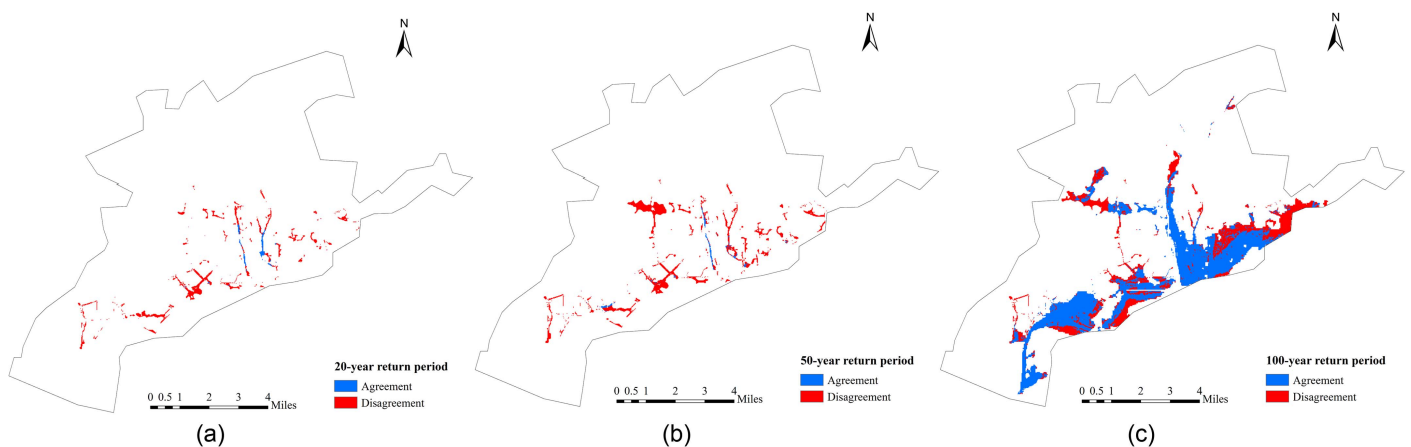 N
20-year return period
Agreement
Disagreement
0 0.5 1 2 3 4 Miles
(a)
N
50-year return period
Agreement
Disagreement
0 0.5 1 2 3 4 Miles
(b)
N
100-year return period
Agreement
Disagreement
0 0.5 1 2 3 4 Miles
(c)